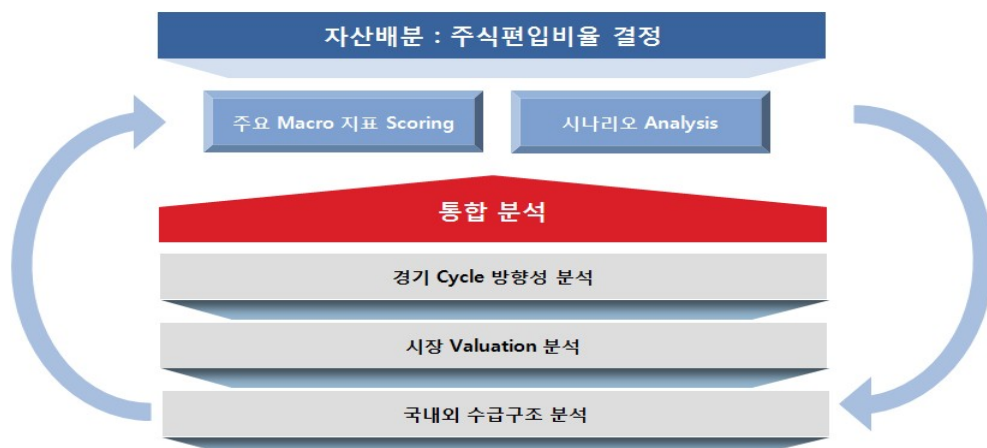 자산배분 : 주식편입비율 결정
주요 Macro 지표 Scoring
시나리오 Analysis
통합 분석
경기 Cycle 방향성 분석
시장 Valuation 분석
국내외 수급구조 분석